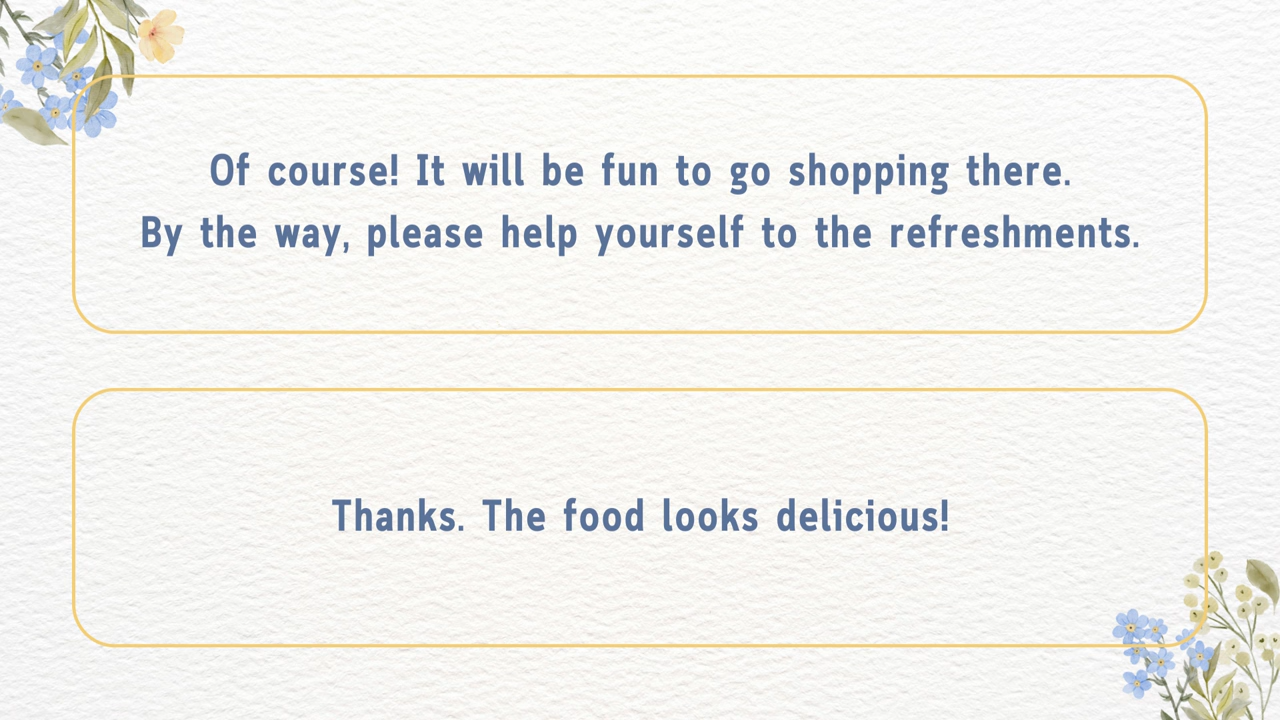 Of course! It will be fun to go shopping there.
By the way, please help yourself to the refreshments.
Thanks. The food looks delicious!